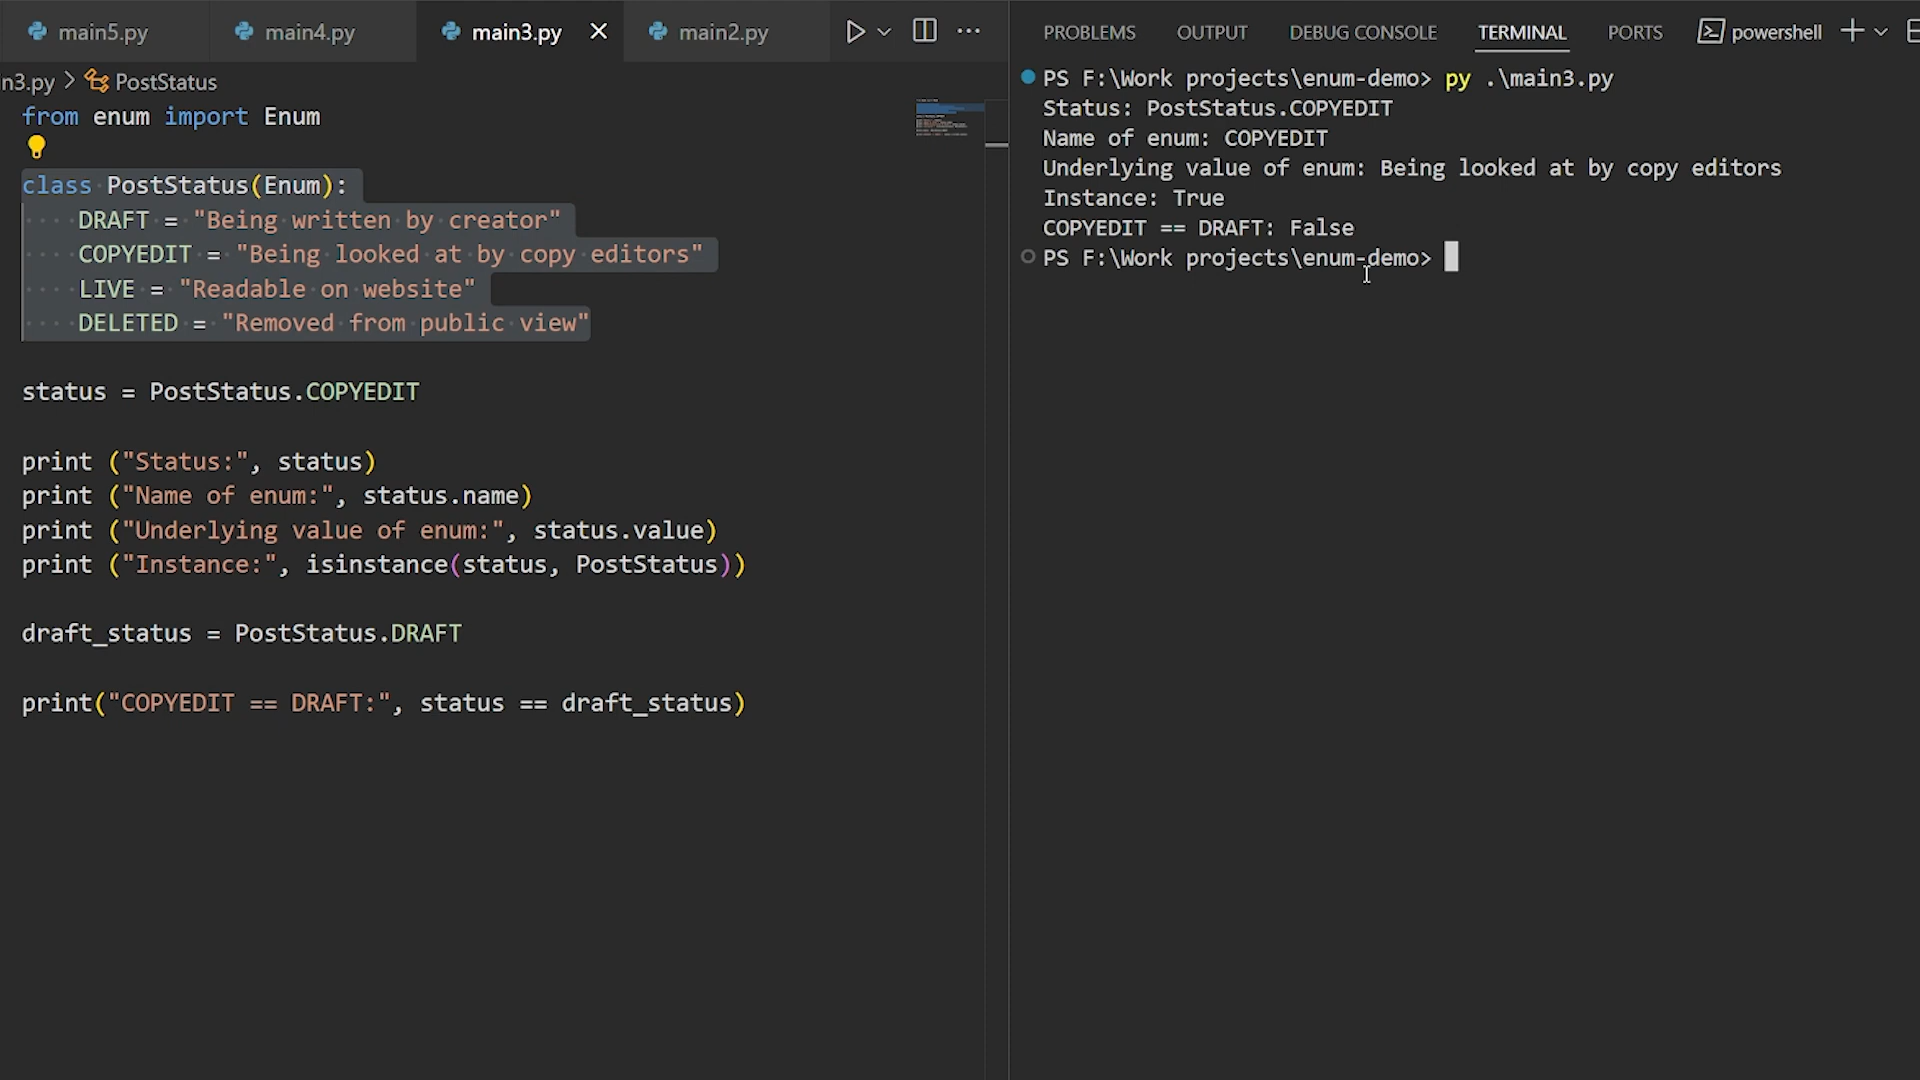 main5.py main4.py main3.py main2.py
n3.py > PostStatus
from enum import Enum
class PostStatus(Enum):
DRAFT = "Being written by creator"
COPYEDIT = "Being looked at by copy editors"
LIVE = "Readable on website"
DELETED = "Removed from public view"
status = PostStatus.COPYEDIT
print ("Status:", status)
print ("Name of enum:", status.name)
print ("Underlying value of enum:", status.value)
print ("Instance:", isinstance(status, PostStatus))
draft_status = PostStatus.DRAFT
print("COPYEDIT == DRAFT:", status == draft_status)
PROBLEMS OUTPUT DEBUG CONSOLE TERMINAL PORTS powershell
PS F:\Work projects\enum-demo> py .\main3.py
Status: PostStatus.COPYEDIT
Name of enum: COPYEDIT
Underlying value of enum: Being looked at by copy editors
Instance: True
COPYEDIT == DRAFT: False
PS F:\Work projects\enum-demo>